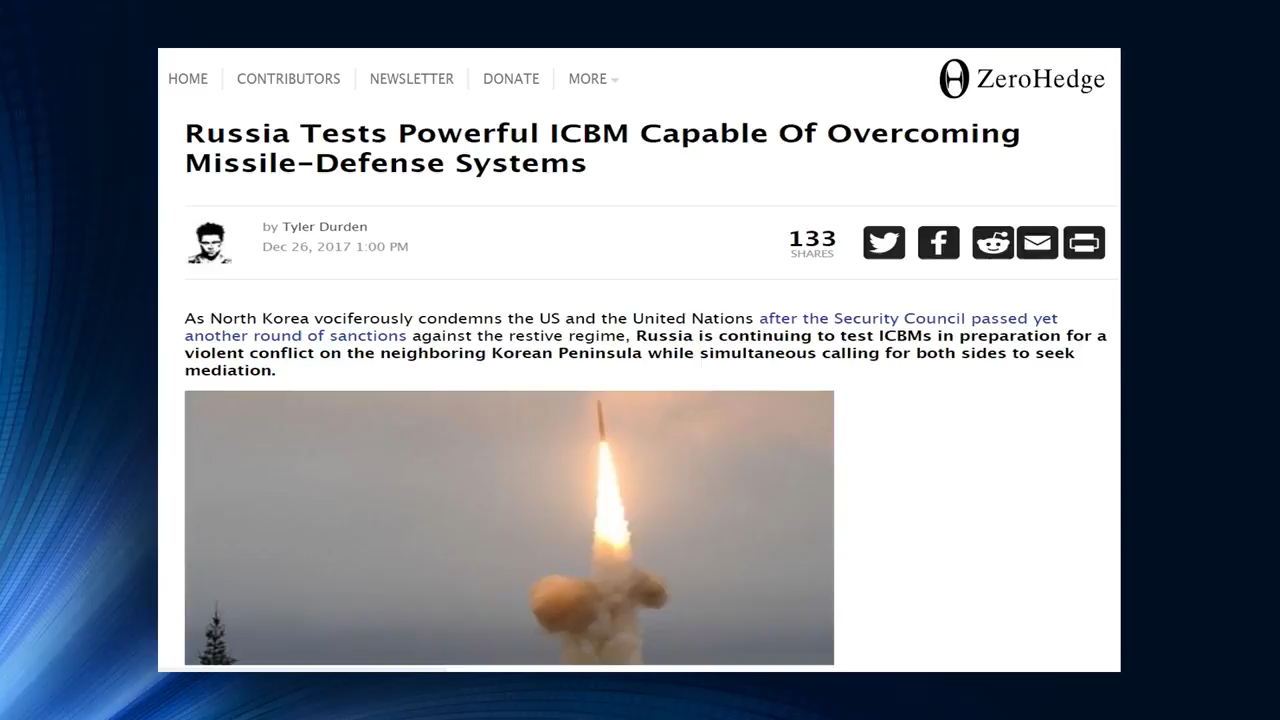 HOME
CONTRIBUTORS
NEWSLETTER
DONATE
MORE
ZeroHedge
Russia Tests Powerful ICBM Capable Of Overcoming
Missile-Defense Systems
by Tyler Durden
Dec 26, 2017 1:00 PM
133
SHARES
As North Korea vociferously condemns the US and the United Nations after the Security Council passed yet
another round of sanctions against the restive regime, Russia is continuing to test ICBMs in preparation for a
violent conflict on the neighboring Korean Peninsula while simultaneous calling for both sides to seek
mediation.